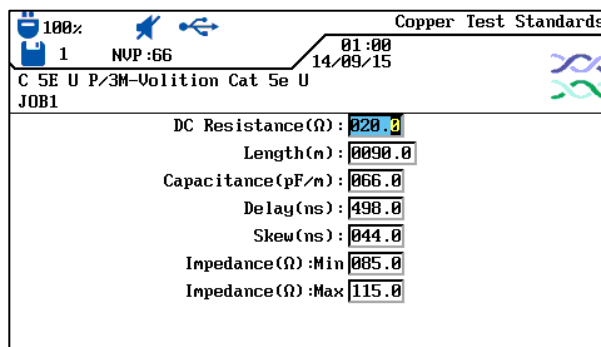 100% Copper Test Standards
1 NVP:66 01:00
14/09/15
C 5E U P/3M-Volition Cat 5e U
JOB1
DC Resistance(Ω): 020.0
Length(m): 0090.0
Capacitance(pF/m): 066.0
Delay(ns): 498.0
Skew(ns): 044.0
Impedance(Ω):Min 085.0
Impedance(Ω):Max 115.0